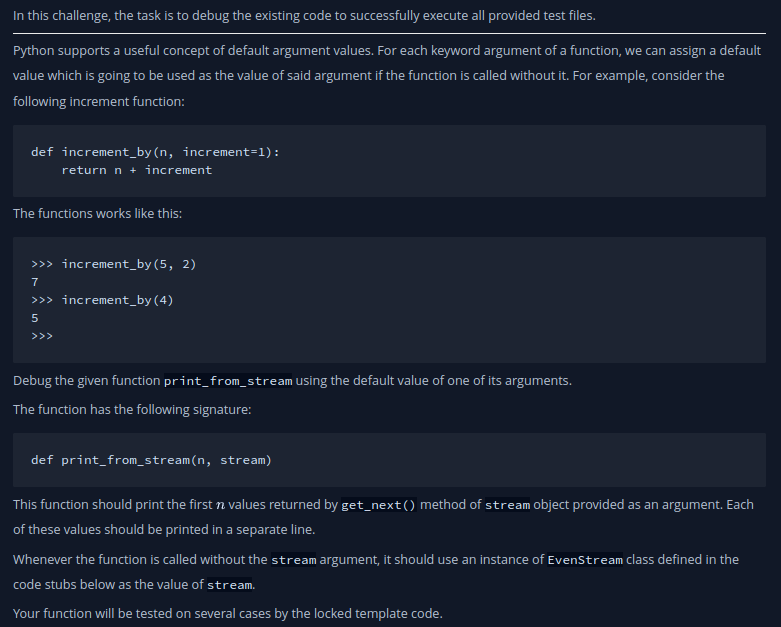 In this challenge, the task is to debug the existing code to successfully execute all provided test files.
Python supports a useful concept of default argument values. For each keyword argument of a function, we can assign a default
value which is going to be used as the value of said argument if the function is called without it. For example, consider the
following increment function:
def increment_by(n, increment=1):
    return n + increment
The functions works like this:
>>> increment_by(5, 2)
7
>>> increment_by(4)
5
>>>
Debug the given function print_from_stream using the default value of one of its arguments.
The function has the following signature:
def print_from_stream(n, stream)
This function should print the first n values returned by get_next() method of stream object provided as an argument. Each
of these values should be printed in a separate line.
Whenever the function is called without the stream argument, it should use an instance of EvenStream class defined in the
code stubs below as the value of stream.
Your function will be tested on several cases by the locked template code.